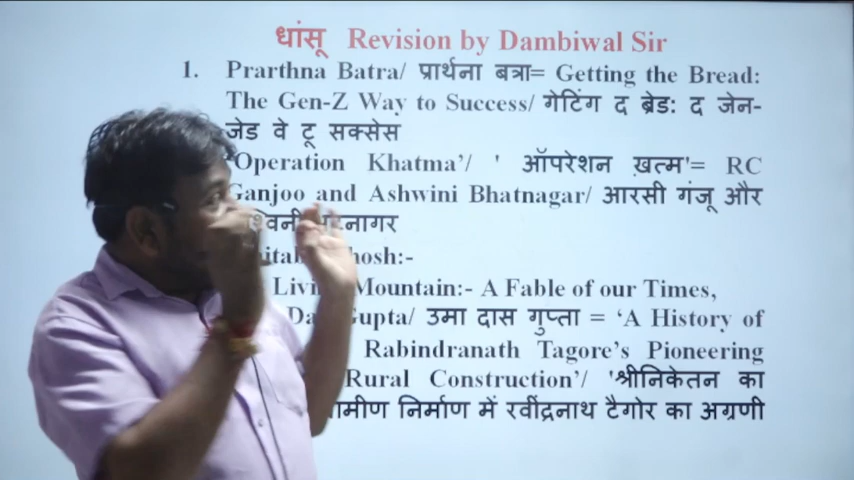 धांसू Revision by Dambiwal Sir
1. Prarthna Batra/ प्रार्थना बत्रा= Getting the Bread:
The Gen-Z Way to Success/ गेटिंग द ब्रेड: द जेन-
जेड वे टू सक्सेस
'Operation Khatma'/ ' ऑपरेशन ख़त्म'= RC
Ganjoo and Ashwini Bhatnagar/ आरसी गंजू और
Mountain:- A Fable of our Times,
Gupta/ उमा दास गुप्ता = 'A History of
Rabindranath Tagore's Pioneering
Rural Construction'/ 'श्रीनिकेतन का
निर्माण में रवींद्रनाथ टैगोर का अग्रणी